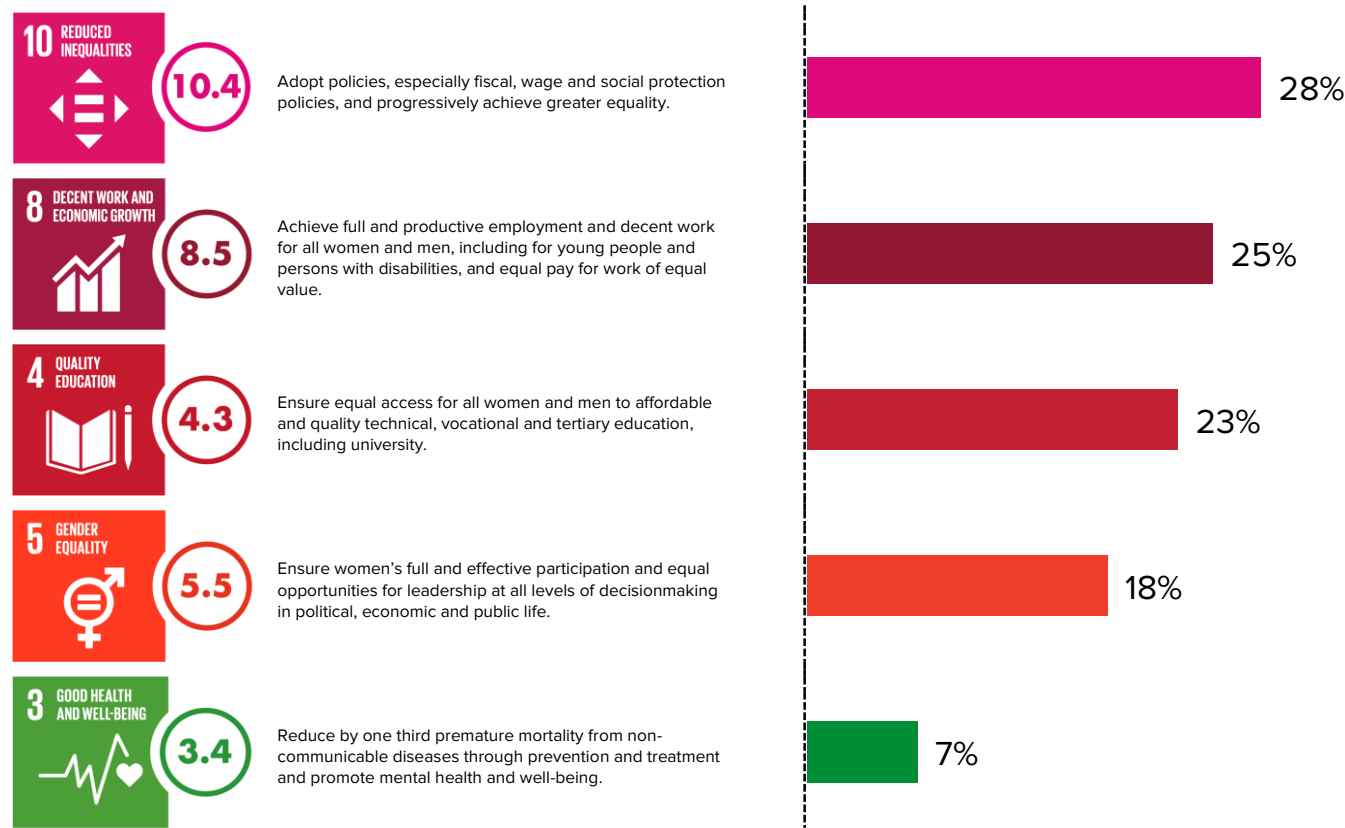 10 REDUCED
INEQUALITIES
10.4
Adopt policies, especially fiscal, wage and social protection
policies, and progressively achieve greater equality.
28%
8 DECENT WORK AND
ECONOMIC GROWTH
8.5
Achieve full and productive employment and decent work
for all women and men, including for young people and
persons with disabilities, and equal pay for work of equal
value.
25%
4 QUALITY
EDUCATION
4.3
Ensure equal access for all women and men to affordable
and quality technical, vocational and tertiary education,
including university.
23%
5 GENDER
EQUALITY
5.5
Ensure women’s full and effective participation and equal
opportunities for leadership at all levels of decisionmaking
in political, economic and public life.
18%
3 GOOD HEALTH
AND WELL-BEING
3.4
Reduce by one third premature mortality from non-
communicable diseases through prevention and treatment
and promote mental health and well-being.
7%